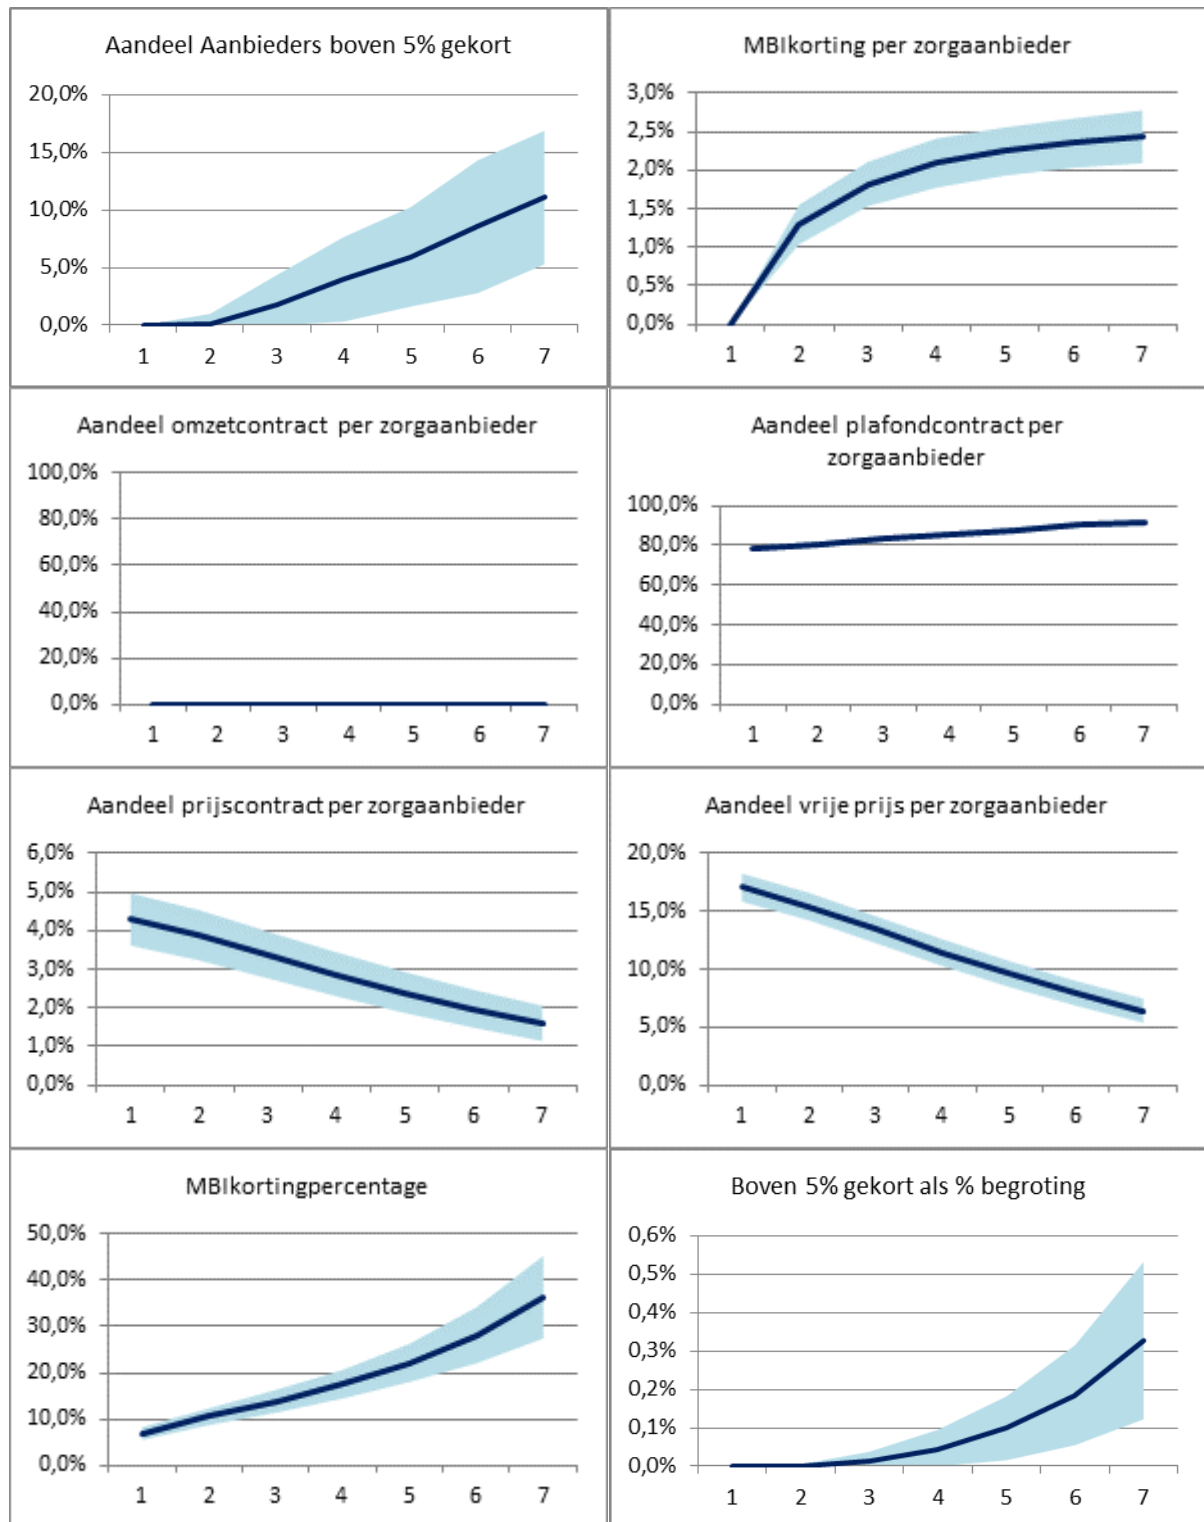 Aandeel Aanbieders boven 5% gekort
20,0%
15,0%
10,0%
5,0%
0,0%
1 2 3 4 5 6 7
MBIkorting per zorgaanbieder
3,0%
2,5%
2,0%
1,5%
1,0%
0,5%
0,0%
1 2 3 4 5 6 7
Aandeel omzetcontract per zorgaanbieder
100,0%
80,0%
60,0%
40,0%
20,0%
0,0%
1 2 3 4 5 6 7
Aandeel plafondcontract per
zorgaanbieder
100,0%
80,0%
60,0%
40,0%
20,0%
0,0%
1 2 3 4 5 6 7
Aandeel prijscontract per zorgaanbieder
6,0%
5,0%
4,0%
3,0%
2,0%
1,0%
0,0%
1 2 3 4 5 6 7
Aandeel vrije prijs per zorgaanbieder
20,0%
15,0%
10,0%
5,0%
0,0%
1 2 3 4 5 6 7
MBIkortingpercentage
50,0%
40,0%
30,0%
20,0%
10,0%
0,0%
1 2 3 4 5 6 7
Boven 5% gekort als % begroting
0,6%
0,5%
0,4%
0,3%
0,2%
0,1%
0,0%
1 2 3 4 5 6 7